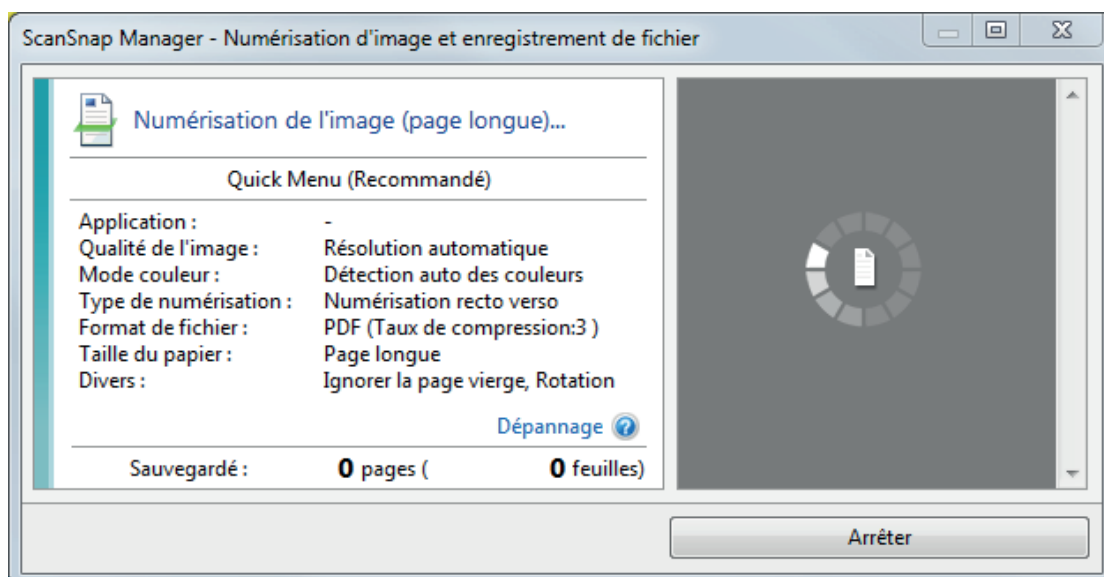 ScanSnap Manager - Numérisation d'image et enregistrement de fichier
Numérisation de l'image (page longue)...
Quick Menu (Recommandé)
Application : -
Qualité de l'image : Résolution automatique
Mode couleur : Détection auto des couleurs
Type de numérisation : Numérisation recto verso
Format de fichier : PDF (Taux de compression:3 )
Taille du papier : Page longue
Divers : Ignorer la page vierge, Rotation
Dépannage
Sauvegardé : 0 pages ( 0 feuilles)
Arrêter